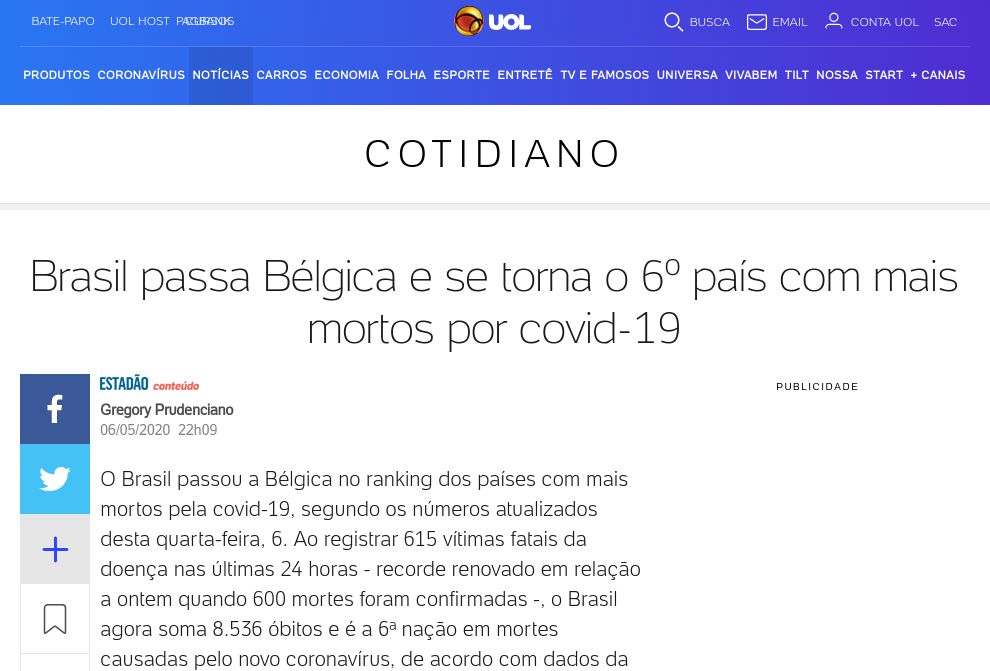 BATE-PAPO UOL HOST PAGBANK CURSOS UOL BUSCA EMAIL CONTA UOL SAC
PRODUTOS CORONAVÍRUS NOTÍCIAS CARROS ECONOMIA FOLHA ESPORTE ENTRETÊ TV E FAMOSOS UNIVERSA VIVABEM TILT NOSSA START + CANAIS
COTIDIANO
Brasil passa Bélgica e se torna o 6º país com mais
mortos por covid-19
ESTADÃO conteúdo
PUBLICIDADE
Gregory Prudenciano
06/05/2020 22h09
O Brasil passou a Bélgica no ranking dos países com mais
mortos pela covid-19, segundo os números atualizados
desta quarta-feira, 6. Ao registrar 615 vítimas fatais da
doença nas últimas 24 horas - recorde renovado em relação
a ontem quando 600 mortes foram confirmadas -, o Brasil
agora soma 8.536 óbitos e é a 6ª nação em mortes
causadas pelo novo coronavírus, de acordo com dados da